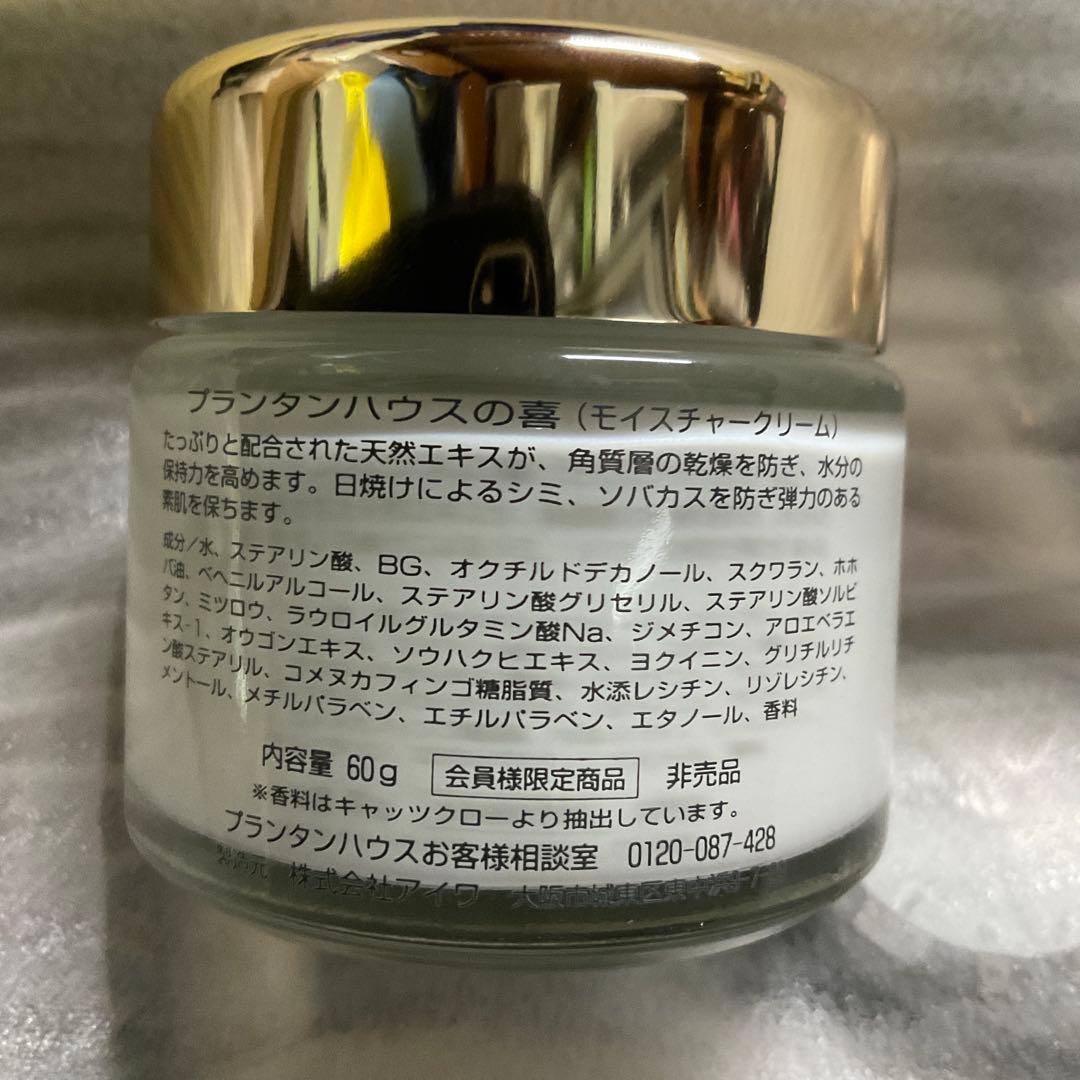 プランタンハウスの喜（モイスチャークリーム）
たっぷりと配合された天然エキスが、角質層の乾燥を防ぎ、水分の
保持力を高めます。日焼けによるシミ、ソバカスを防ぎ弾力のある
素肌を保ちます。
成分／水、ステアリン酸、BG、オクチルドデカノール、スクワラン、ホホ
バ油、ベヘニルアルコール、ステアリン酸グリセリル、ステアリン酸ソルビ
タン、ミツロウ、ラウロイルグルタミン酸Na、ジメチコン、アロエベラエ
キス-1、オウゴンエキス、ソウハクヒエキス、ヨクイニン、グリチルリチ
ン酸ステアリル、コメヌカフィンゴ糖脂質、水添レシチン、リゾレシチン、
メントール、メチルパラベン、エチルパラベン、エタノール、香料
内容量 60g 会員様限定商品 非売品
※香料はキャッツクローより抽出しています。
プランタンハウスお客様相談室 0120-087-428
製造元 株式会社アイワ 大阪市城東区東中浜